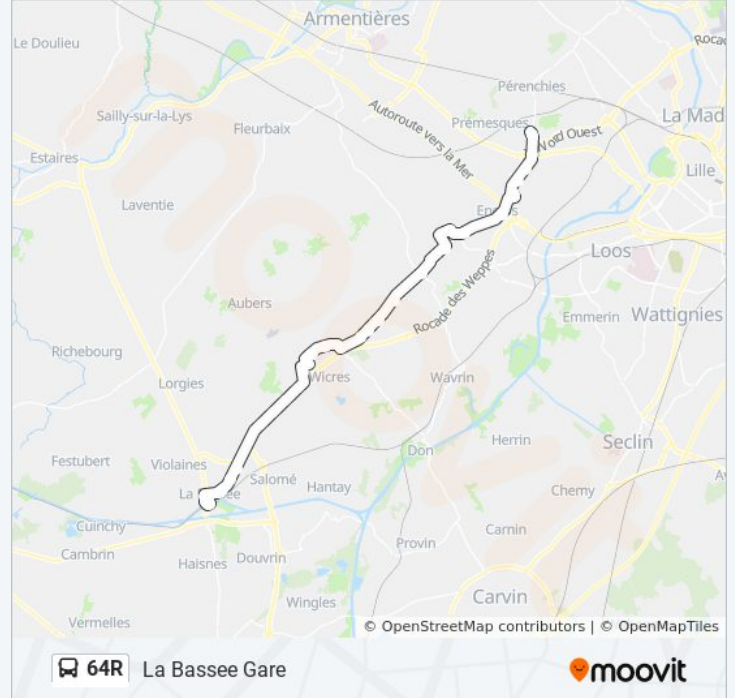 Armentières
Le Doulieu
Pérenchies
Sailly-sur-la-Lys
Autoroute vers la Mer
Prémesques
La Mad
Fleurbaix
Nord Ouest
Estaires
Lille
Laventie
Loos
Rocade des Weppes
Aubers
Emmerin
Wattignies
Richebourg
Wicres
Wavrin
Lorgies
Herrin
Seclin
Don
Festubert
Violaines
Salomé
Hantay
Chemy
Cuinchy
Carnin
Cambrin
Haisnes
Douvrin
Provin
Wingles
Carvin
Vermelles
© OpenStreetMap contributors | © OpenMapTiles
64R La Bassee Gare
moovit